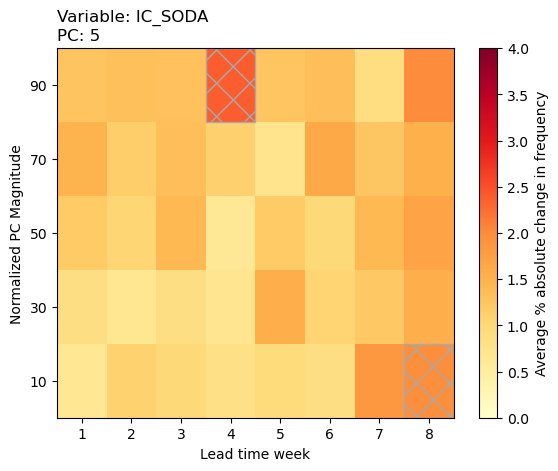 Variable: IC_SODA
PC: 5
90
70
50
30
10
Normalized PC Magnitude
1 2 3 4 5 6 7 8
Lead time week
4.0
3.5
3.0
2.5
2.0
1.5
1.0
0.5
0.0
Average % absolute change in frequency